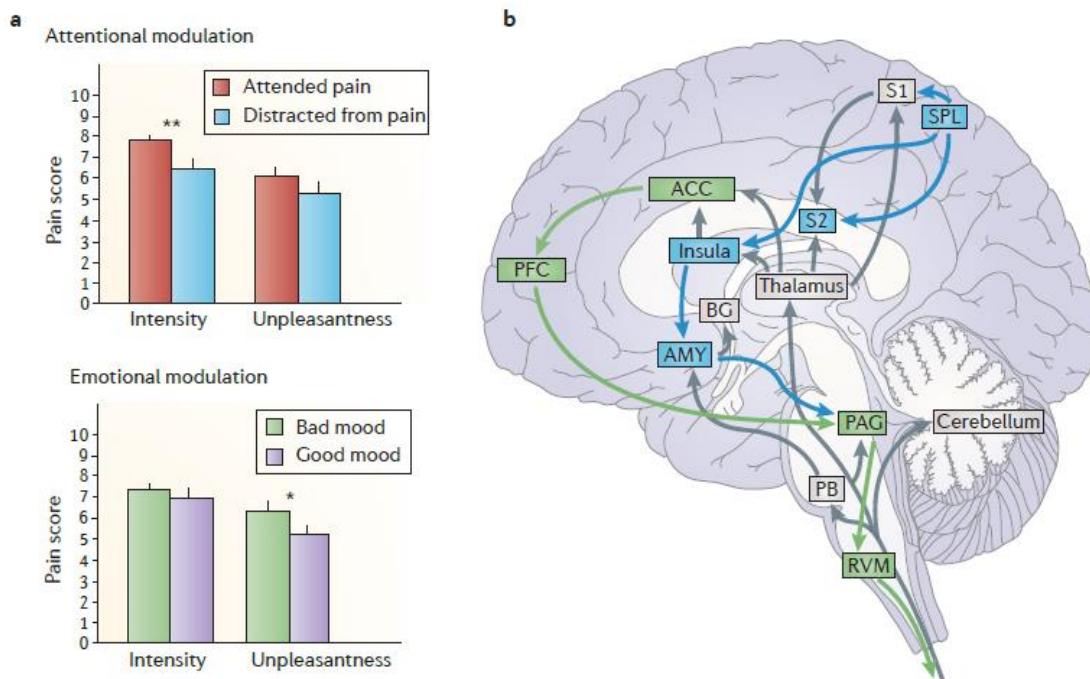 a
Attentional modulation
Pain score
10
9
8
7
6
5
4
3
2
1
0
**
Attended pain
Distracted from pain
Intensity
Unpleasantness
Emotional modulation
Pain score
10
9
8
7
6
5
4
3
2
1
0
*
Bad mood
Good mood
Intensity
Unpleasantness
b
S1
SPL
ACC
S2
Insula
PFC
Thalamus
BG
AMY
PAG
Cerebellum
PB
RVM